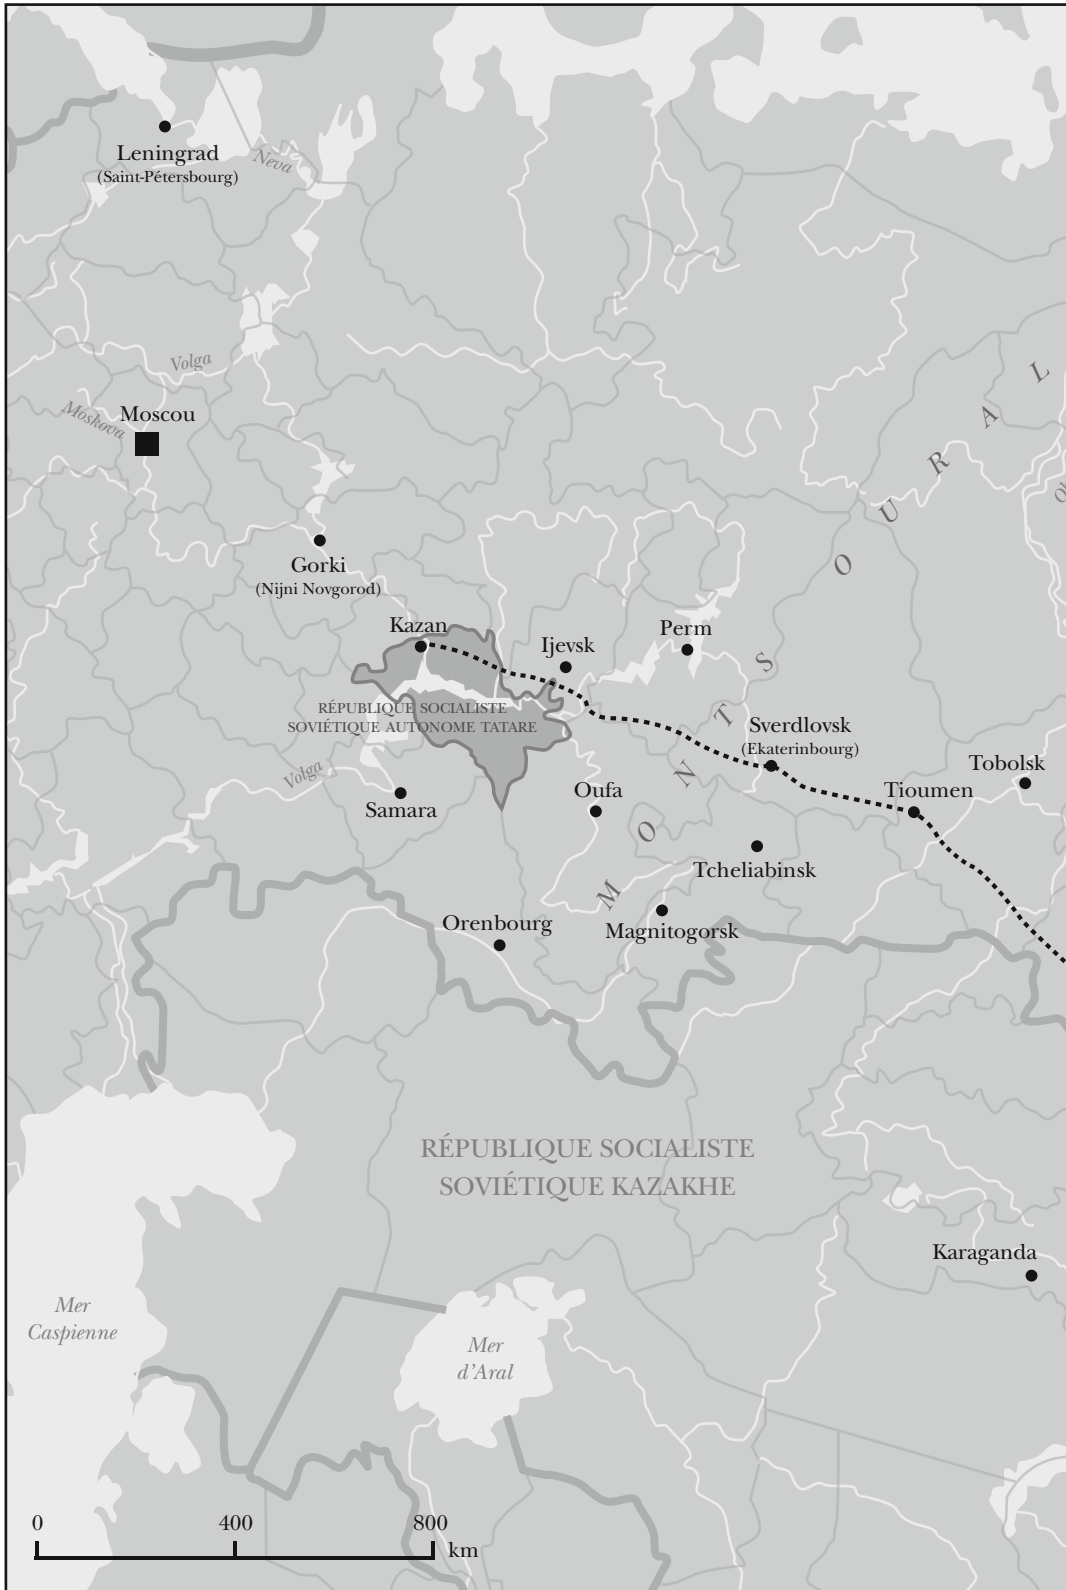 Leningrad
(Saint-Pétersbourg)
Neva
Volga
Moskova
Moscou
MONTS OURAL
Gorki
(Nijni Novgorod)
Kazan
Ijevsk
Perm
RÉPUBLIQUE SOCIALISTE
SOVIÉTIQUE AUTONOME TATARE
Sverdlovsk
(Ekaterinbourg)
Tobolsk
Volga
Samara
Oufa
Tioumen
Tcheliabinsk
Orenbourg
Magnitogorsk
RÉPUBLIQUE SOCIALISTE
SOVIÉTIQUE KAZAKHE
Karaganda
Mer
Caspienne
Mer
d’Aral
0 400 800
km